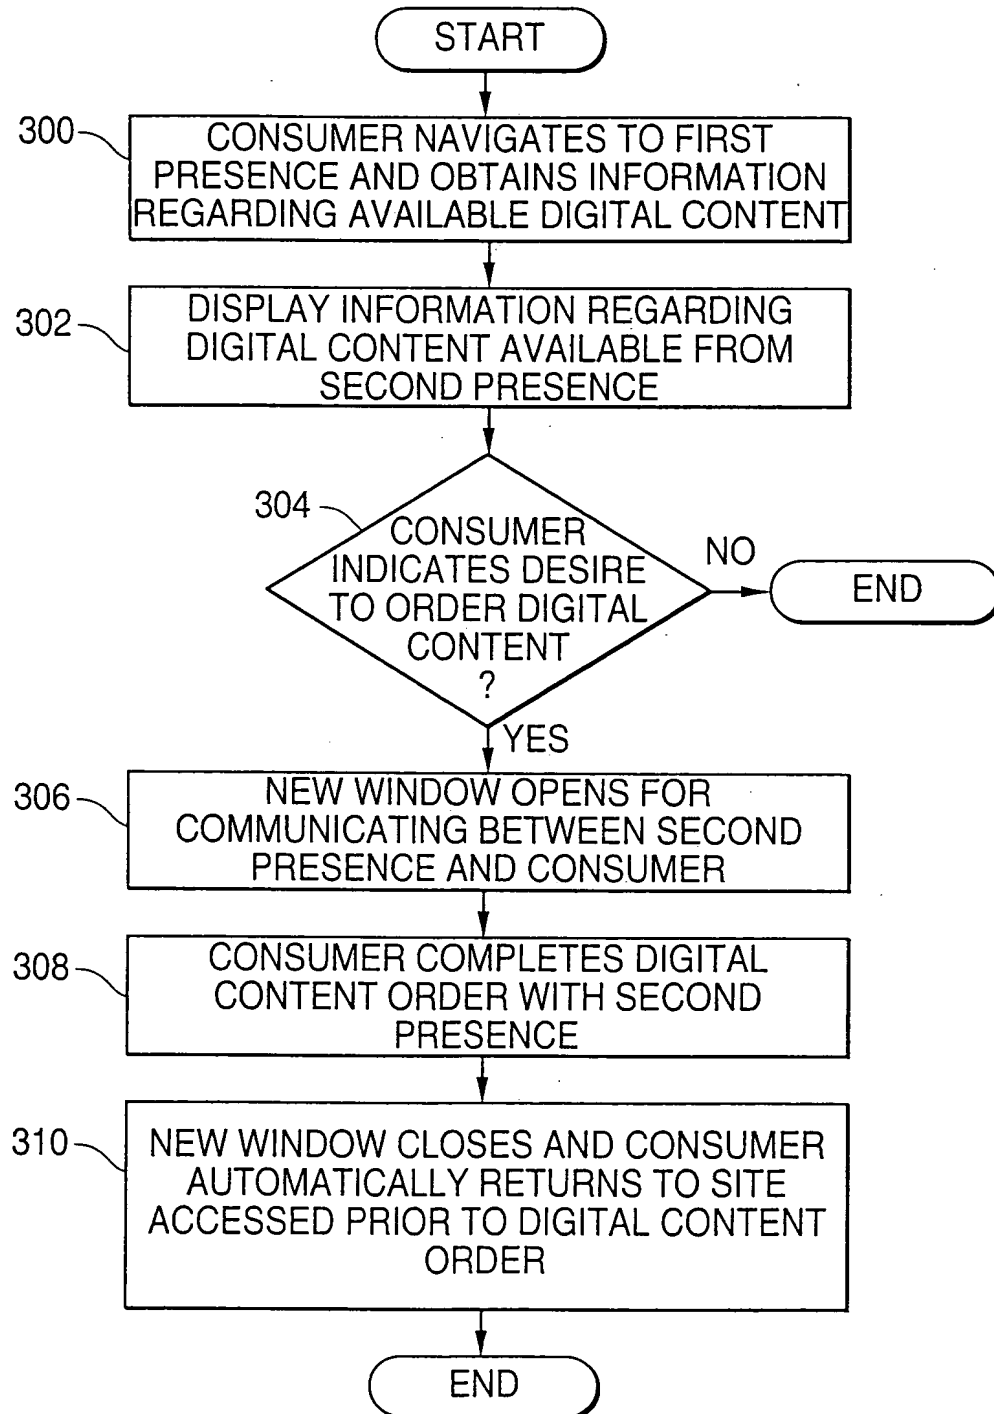 START
300
CONSUMER NAVIGATES TO FIRST
PRESENCE AND OBTAINS INFORMATION
REGARDING AVAILABLE DIGITAL CONTENT
302
DISPLAY INFORMATION REGARDING
DIGITAL CONTENT AVAILABLE FROM
SECOND PRESENCE
304
CONSUMER
INDICATES DESIRE
TO ORDER DIGITAL
CONTENT
?
NO
END
YES
306
NEW WINDOW OPENS FOR
COMMUNICATING BETWEEN SECOND
PRESENCE AND CONSUMER
308
CONSUMER COMPLETES DIGITAL
CONTENT ORDER WITH SECOND
PRESENCE
310
NEW WINDOW CLOSES AND CONSUMER
AUTOMATICALLY RETURNS TO SITE
ACCESSED PRIOR TO DIGITAL CONTENT
ORDER
END